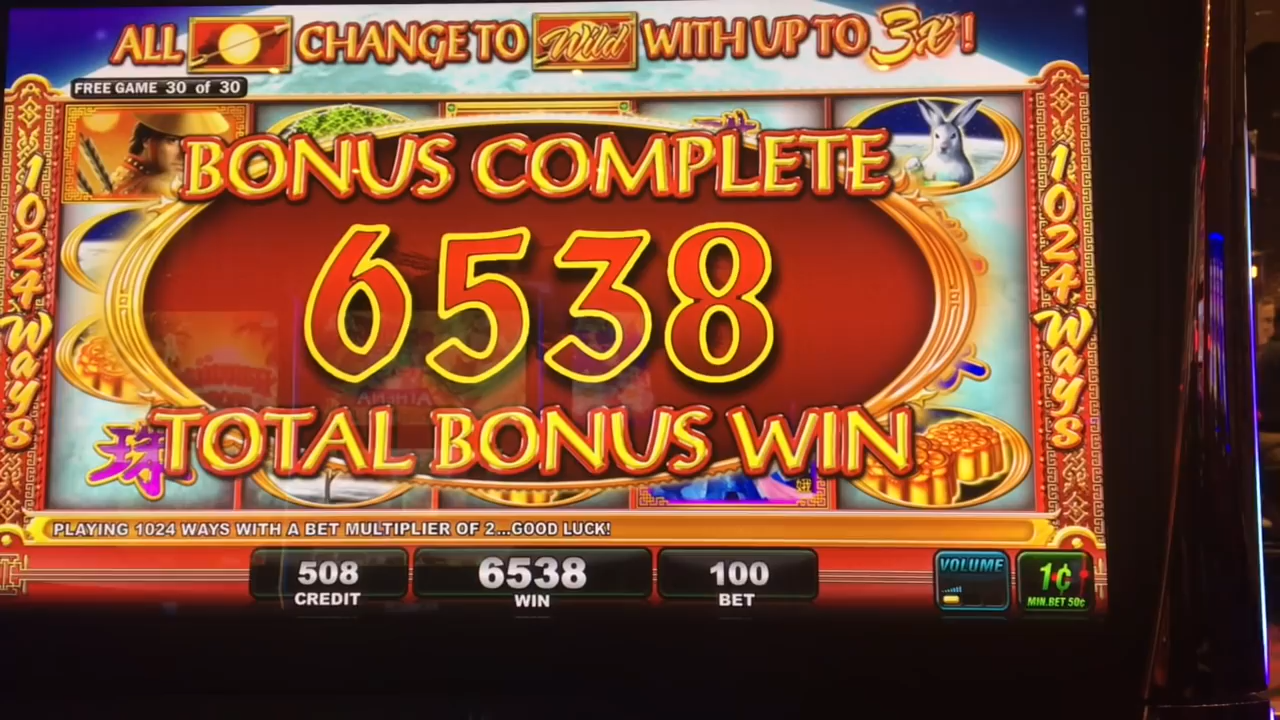 ALL CHANGE TO Wild WITH UP TO 3x!
FREE GAME 30 of 30
1024 Ways
BONUS COMPLETE
6538
TOTAL BONUS WIN
1024 Ways
珠
PLAYING 1024 WAYS WITH A BET MULTIPLIER OF 2...GOOD LUCK!
508
CREDIT
6538
WIN
100
BET
VOLUME
1¢
MIN.BET 50¢